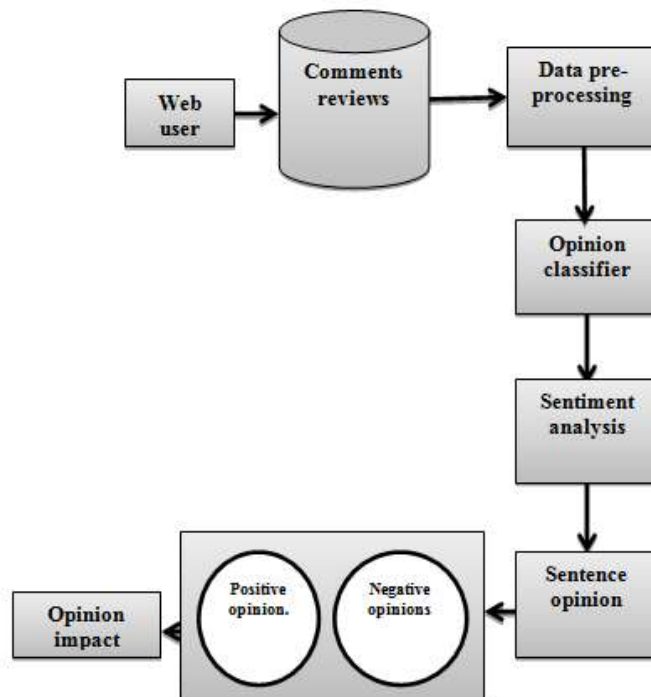 Web
user
Comments
reviews
Data pre-
processing
Opinion
classifier
Sentiment
analysis
Sentence
opinion
Positive
opinion.
Negative
opinions
Opinion
impact